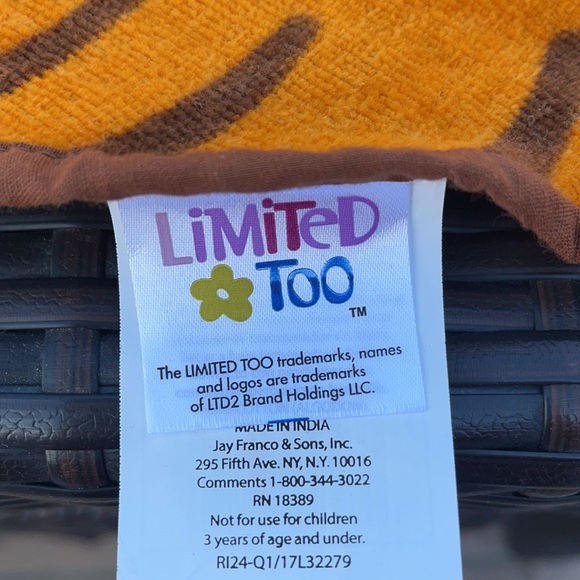 LiMiTeD
Too™
The LIMITED TOO trademarks, names
and logos are trademarks
of LTD2 Brand Holdings LLC.
MADE IN INDIA
Jay Franco & Sons, Inc.
295 Fifth Ave. NY, N.Y. 10016
Comments 1-800-344-3022
RN 18389
Not for use for children
3 years of age and under.
RI24-Q1/17L32279